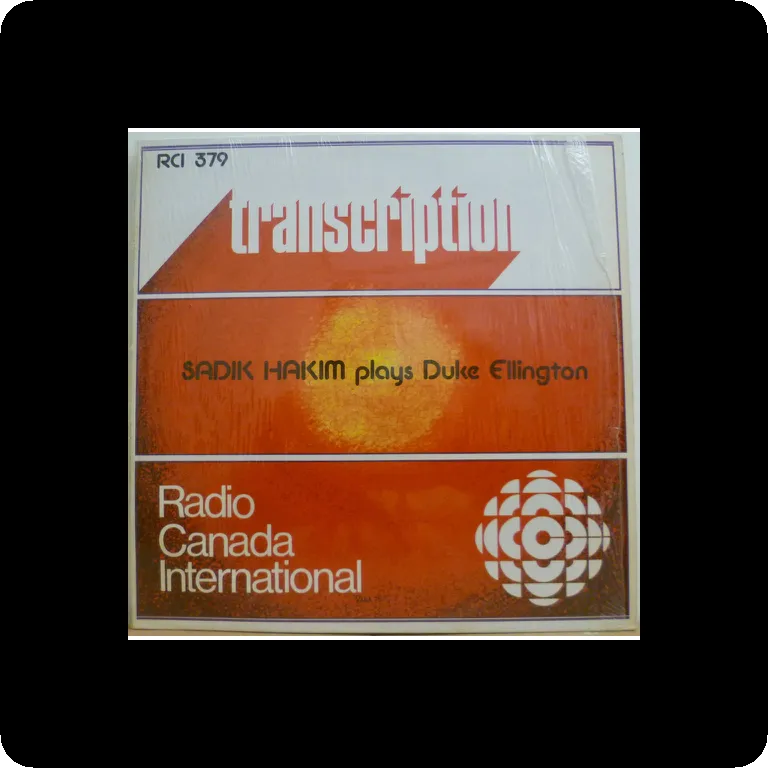 RCI 379
transcription
SADIK HAKIM plays Duke Ellington
Radio
Canada
International